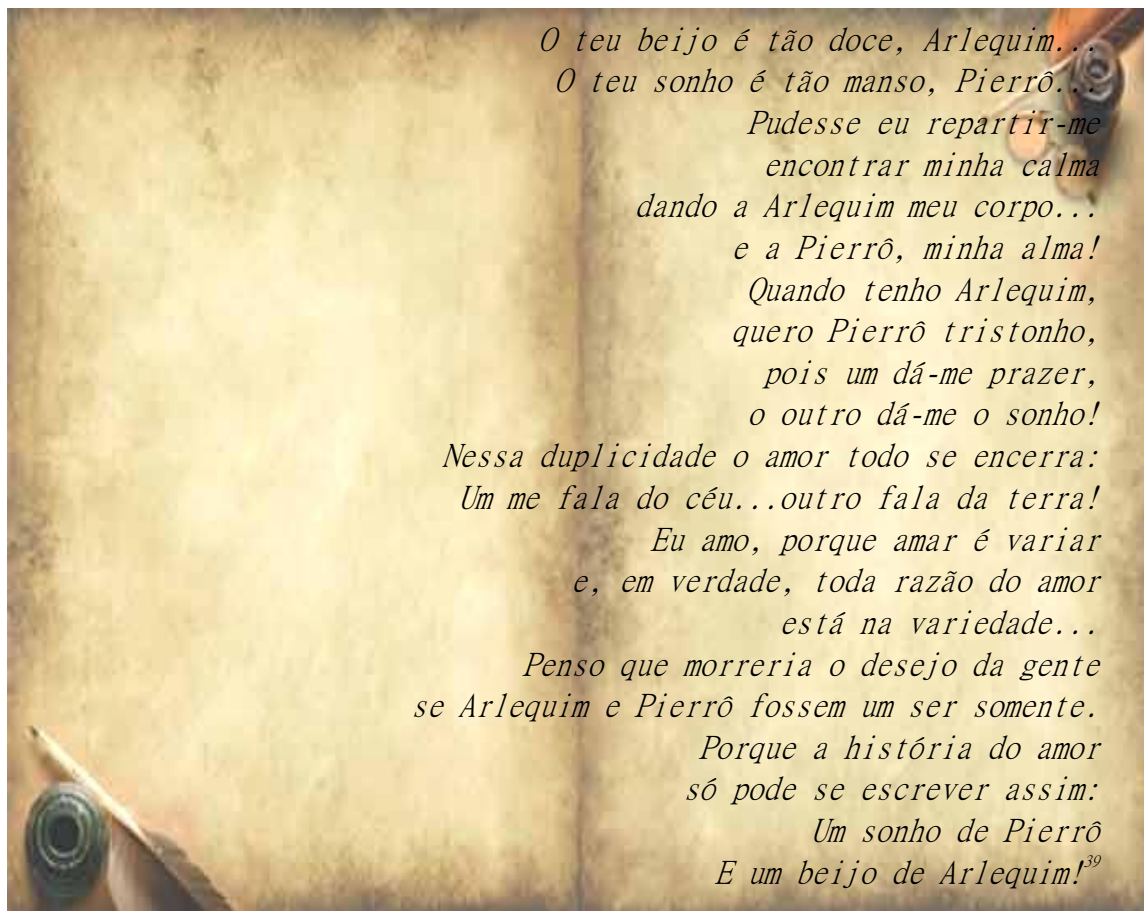 O teu beijo é tão doce, Arlequim...
O teu sonho é tão manso, Pierrô...
Pudesse eu repartir-me
encontrar minha calma
dando a Arlequim meu corpo...
e a Pierrô, minha alma!
Quando tenho Arlequim,
quero Pierrô tristonho,
pois um dá-me prazer,
o outro dá-me o sonho!
Nessa duplicidade o amor todo se encerra:
Um me fala do céu...outro fala da terra!
Eu amo, porque amar é variar
e, em verdade, toda razão do amor
está na variedade...
Penso que morreria o desejo da gente
se Arlequim e Pierrô fossem um ser somente.
Porque a história do amor
só pode se escrever assim:
Um sonho de Pierrô
E um beijo de Arlequim!39